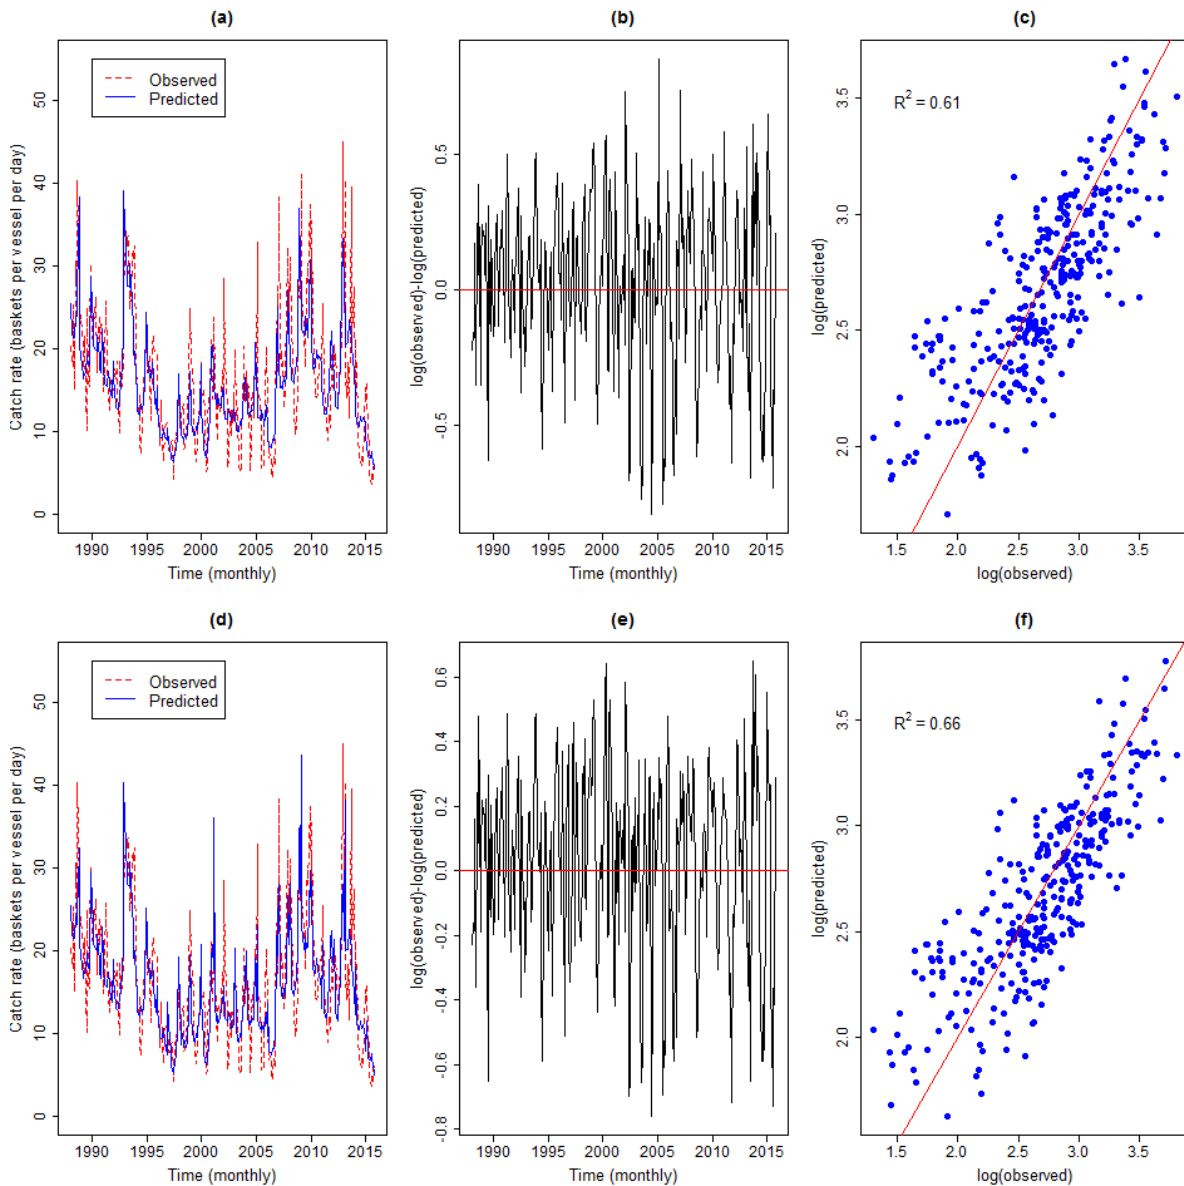 (a)
Observed
Predicted
Catch rate (baskets per vessel per day)
50
40
30
20
10
0
1990 1995 2000 2005 2010 2015
Time (monthly)
(b)
log(observed)-log(predicted)
0.5
0.0
-0.5
1990 1995 2000 2005 2010 2015
Time (monthly)
(c)
R² = 0.61
log(predicted)
3.5
3.0
2.5
2.0
1.5 2.0 2.5 3.0 3.5
log(observed)
(d)
Observed
Predicted
Catch rate (baskets per vessel per day)
50
40
30
20
10
0
1990 1995 2000 2005 2010 2015
Time (monthly)
(e)
log(observed)-log(predicted)
0.6
0.4
0.2
0.0
-0.2
-0.4
-0.6
-0.8
1990 1995 2000 2005 2010 2015
Time (monthly)
(f)
R² = 0.66
log(predicted)
3.5
3.0
2.5
2.0
1.5 2.0 2.5 3.0 3.5
log(observed)